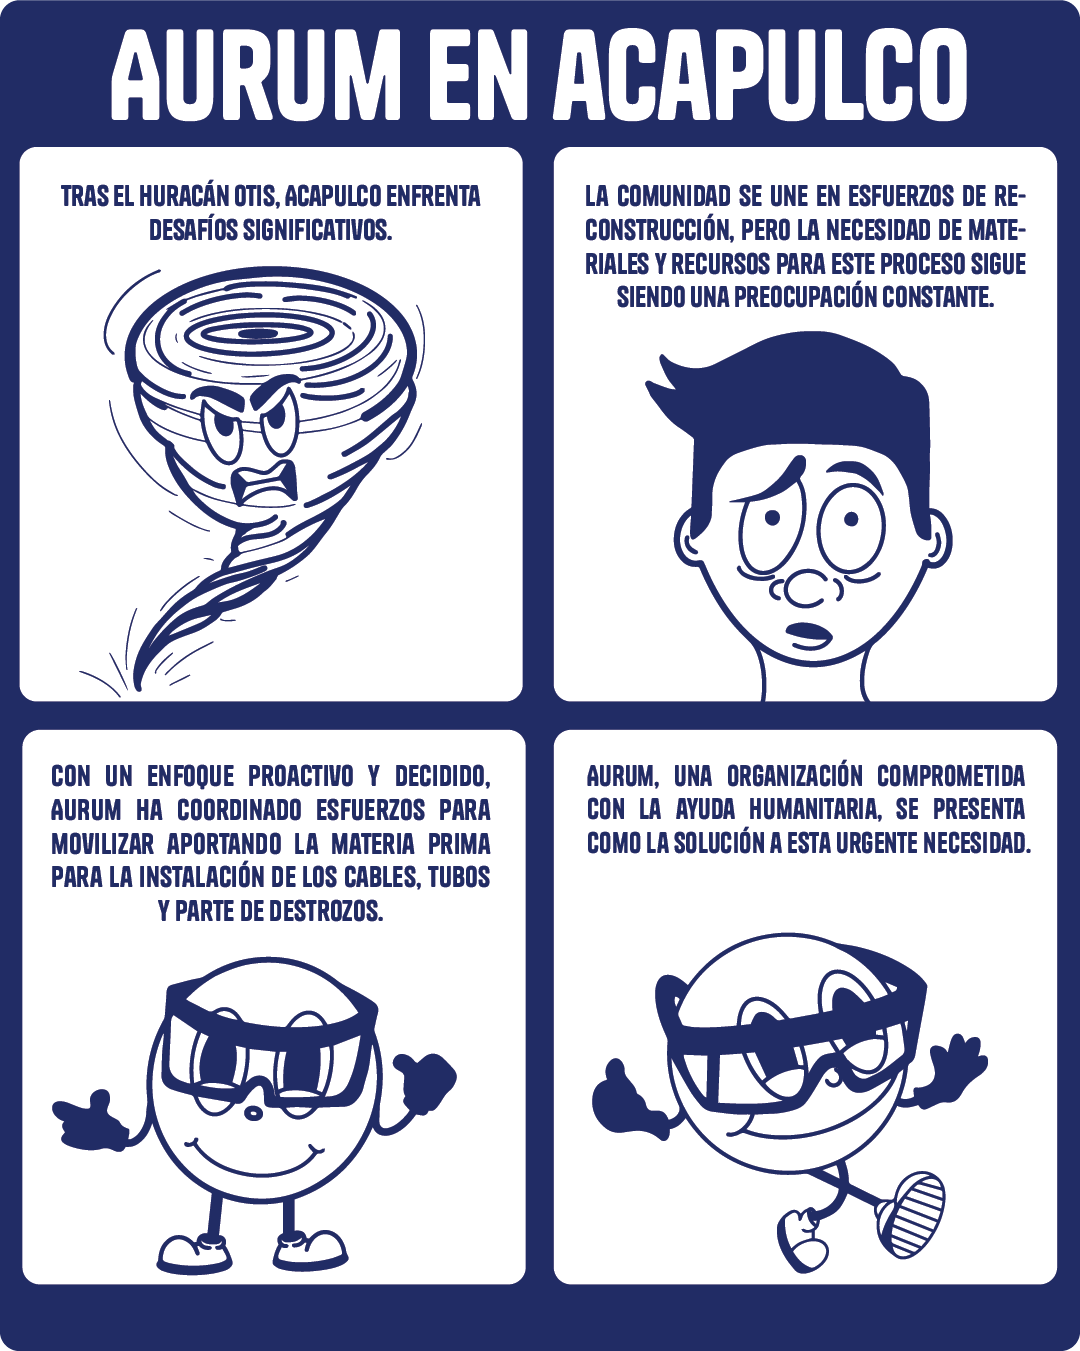 AURUM EN ACAPULCO
TRAS EL HURACÁN OTIS, ACAPULCO ENFRENTA
DESAFÍOS SIGNIFICATIVOS.
LA COMUNIDAD SE UNE EN ESFUERZOS DE RE-
CONSTRUCCIÓN, PERO LA NECESIDAD DE MATE-
RIALES Y RECURSOS PARA ESTE PROCESO SIGUE
SIENDO UNA PREOCUPACIÓN CONSTANTE.
CON UN ENFOQUE PROACTIVO Y DECIDIDO,
AURUM HA COORDINADO ESFUERZOS PARA
MOVILIZAR APORTANDO LA MATERIA PRIMA
PARA LA INSTALACIÓN DE LOS CABLES, TUBOS
Y PARTE DE DESTROZOS.
AURUM, UNA ORGANIZACIÓN COMPROMETIDA
CON LA AYUDA HUMANITARIA, SE PRESENTA
COMO LA SOLUCIÓN A ESTA URGENTE NECESIDAD.